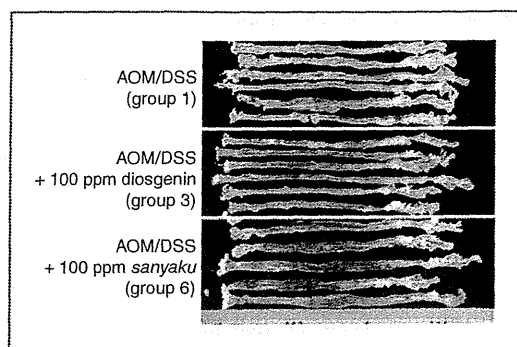 AOM/DSS
(group 1)
AOM/DSS
+ 100 ppm diosgenin
(group 3)
AOM/DSS
+ 100 ppm sanyaku
(group 6)